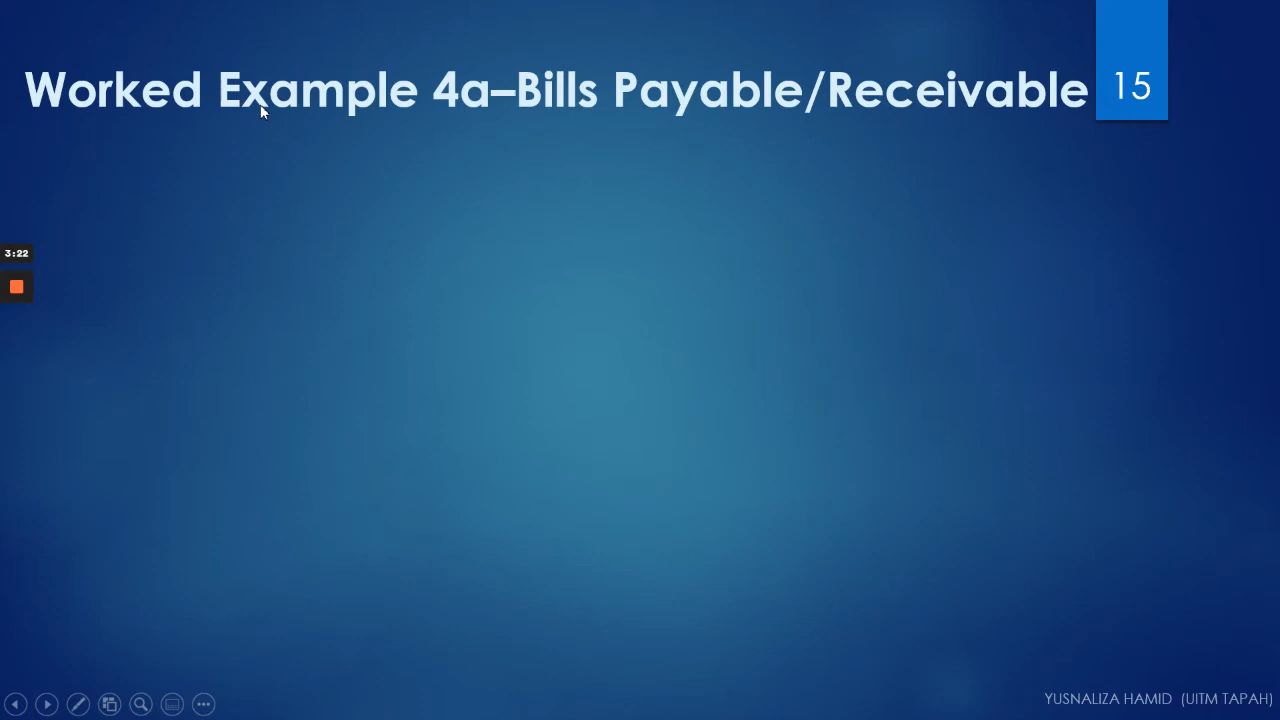 Worked Example 4a–Bills Payable/Receivable
15
3:22
YUSNALIZA HAMID (UITM TAPAH)